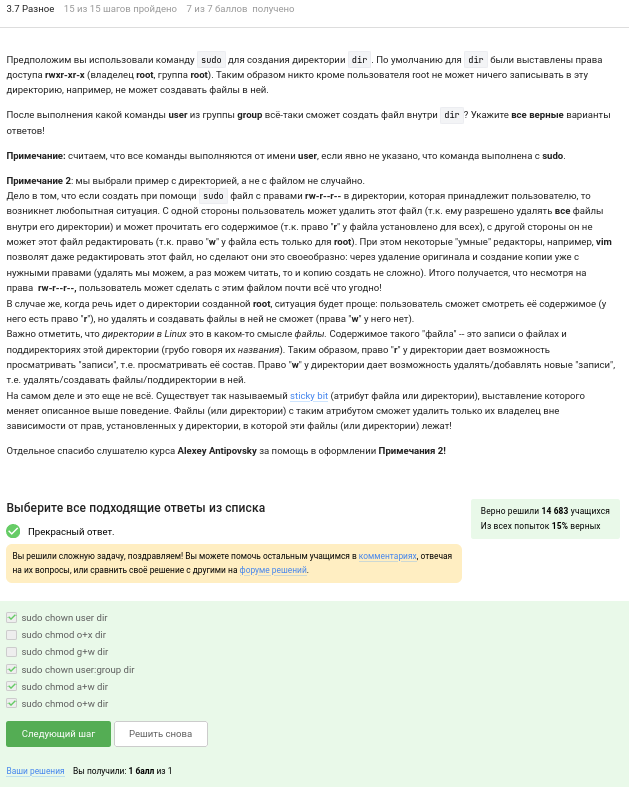 3.7 Разное 15 из 15 шагов пройдено 7 из 7 баллов получено
Предположим вы использовали команду sudo для создания директории dir. По умолчанию для dir были выставлены права
доступа rwxr-xr-x (владелец root, группа root). Таким образом никто кроме пользователя root не может ничего записывать в эту
директорию, например, не может создавать файлы в ней.
После выполнения какой команды user из группы group всё-таки сможет создать файл внутри dir? Укажите все верные варианты
ответов!
Примечание: считаем, что все команды выполняются от имени user, если явно не указано, что команда выполнена с sudo.
Примечание 2: мы выбрали пример с директорией, а не с файлом не случайно.
Дело в том, что если создать при помощи sudo файл с правами rw-r--r-- в директории, которая принадлежит пользователю, то
возникнет любопытная ситуация. С одной стороны пользователь может удалить этот файл (т.к. ему разрешено удалять все файлы
внутри его директории) и может прочитать его содержимое (т.к. право "r" у файла установлено для всех), с другой стороны он не
может этот файл редактировать (т.к. право "w" у файла есть только для root). При этом некоторые "умные" редакторы, например, vim
позволят даже редактировать этот файл, но сделают они это своеобразно: через удаление оригинала и создание копии уже с
нужными правами (удалять мы можем, а раз можем читать, то и копию создать не сложно). Итого получается, что несмотря на
права rw-r--r--, пользователь может сделать с этим файлом почти всё что угодно!
В случае же, когда речь идет о директории созданной root, ситуация будет проще: пользователь сможет смотреть её содержимое (у
него есть право "r"), но удалять и создавать файлы в ней не сможет (права "w" у него нет).
Важно отметить, что директории в Linux это в каком-то смысле файлы. Содержимое такого "файла" -- это записи о файлах и
поддиректориях этой директории (грубо говоря их названия). Таким образом, право "r" у директории дает возможность
просматривать "записи", т.е. просматривать её состав. Право "w" у директории дает возможность удалять/добавлять новые "записи",
т.е. удалять/создавать файлы/поддиректории в ней.
На самом деле и это еще не всё. Существует так называемый sticky bit (атрибут файла или директории), выставление которого
меняет описанное выше поведение. Файлы (или директории) с таким атрибутом сможет удалить только их владелец вне
зависимости от прав, установленных у директории, в которой эти файлы (или директории) лежат!
Отдельное спасибо слушателю курса Alexey Antipovsky за помощь в оформлении Примечания 2!
Выберите все подходящие ответы из списка
Верно решили 14 683 учащихся
Из всех попыток 15% верных
Прекрасный ответ.
Вы решили сложную задачу, поздравляем! Вы можете помочь остальным учащимся в комментариях, отвечая
на их вопросы, или сравнить своё решение с другими на форуме решений.
sudo chown user dir
sudo chmod o+x dir
sudo chmod g+w dir
sudo chown user:group dir
sudo chmod a+w dir
sudo chmod o+w dir
Следующий шаг Решить снова
Ваши решения Вы получили: 1 балл из 1